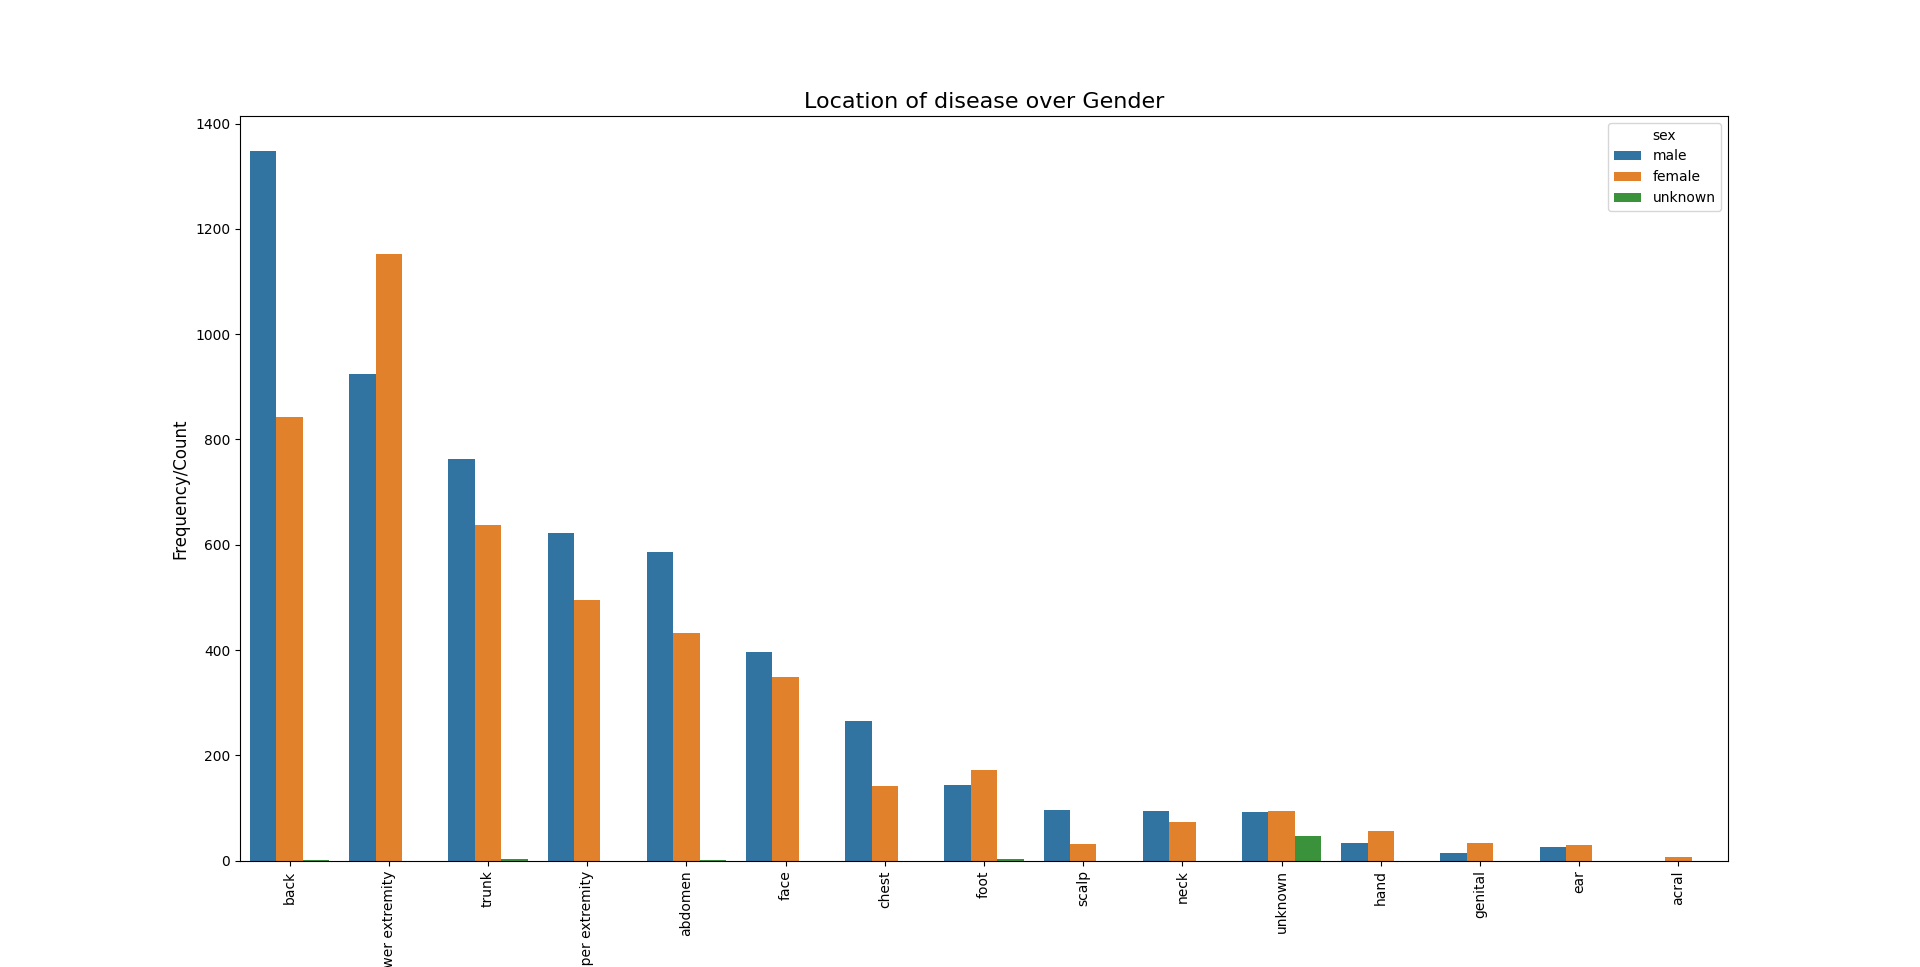 Location of disease over Gender
sex
male
female
unknown
Frequency/Count
1400
1200
1000
800
600
400
200
0
back
wer extremity
trunk
per extremity
abdomen
face
chest
foot
scalp
neck
unknown
hand
genital
ear
acral